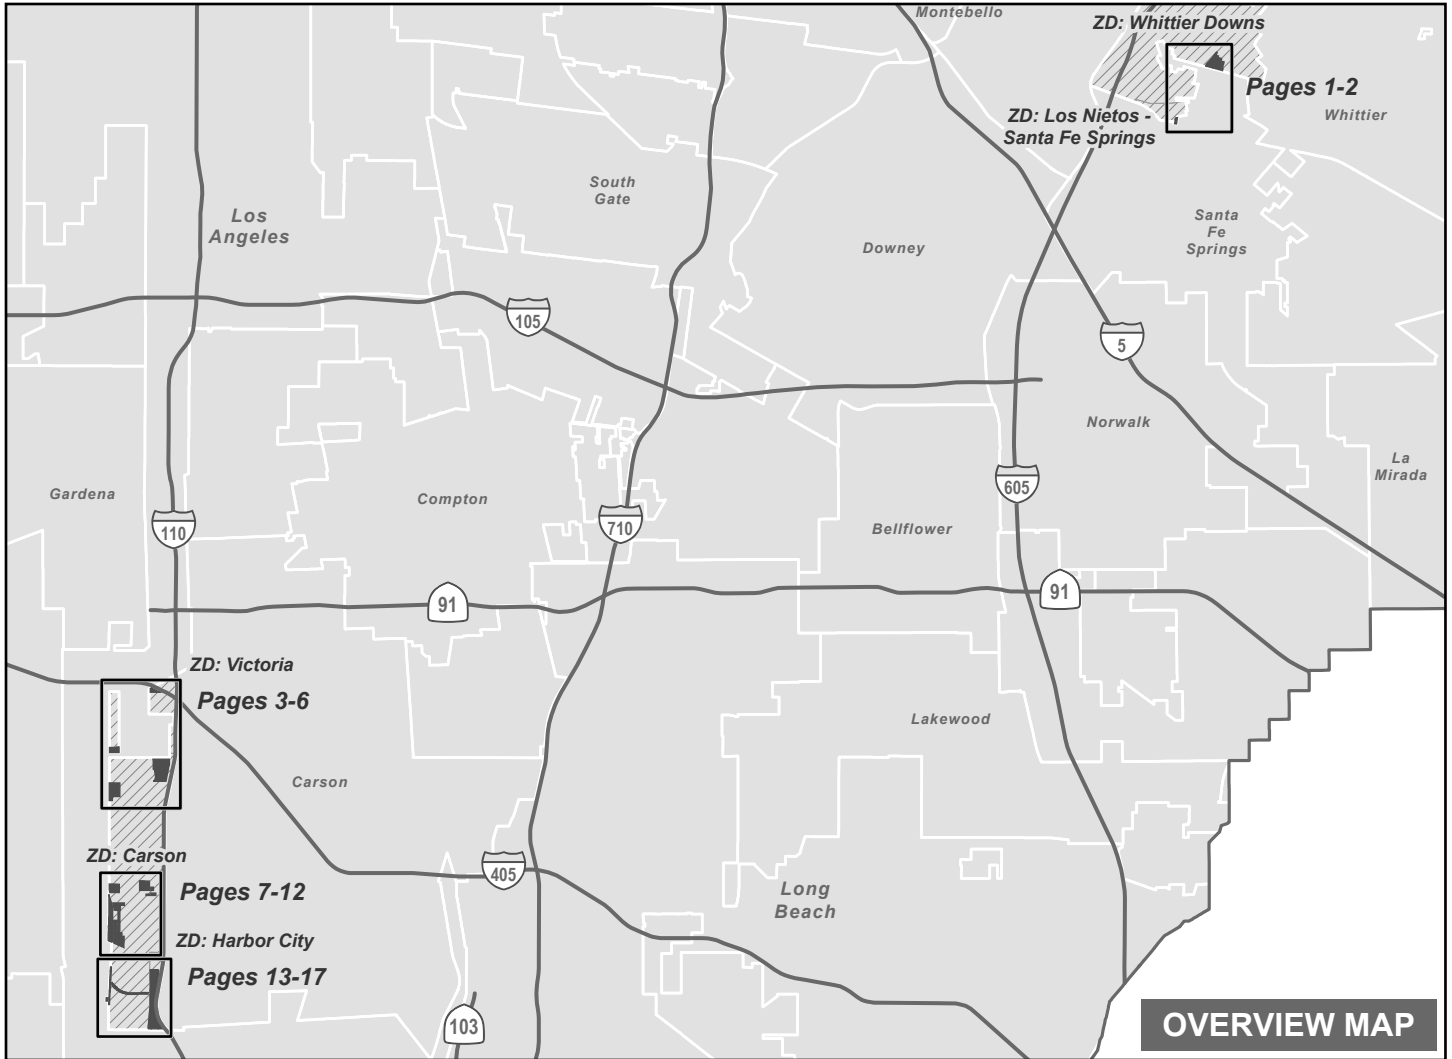 Montebello
ZD: Whittier Downs
Pages 1-2
Whittier
ZD: Los Nietos -
Santa Fe Springs
South
Gate
Los
Angeles
Santa
Fe
Springs
Downey
105
5
Norwalk
La
Mirada
Gardena
Compton
605
110
710
Bellflower
91
91
ZD: Victoria
Pages 3-6
Lakewood
Carson
ZD: Carson
405
Pages 7-12
Long
Beach
ZD: Harbor City
Pages 13-17
103
OVERVIEW MAP